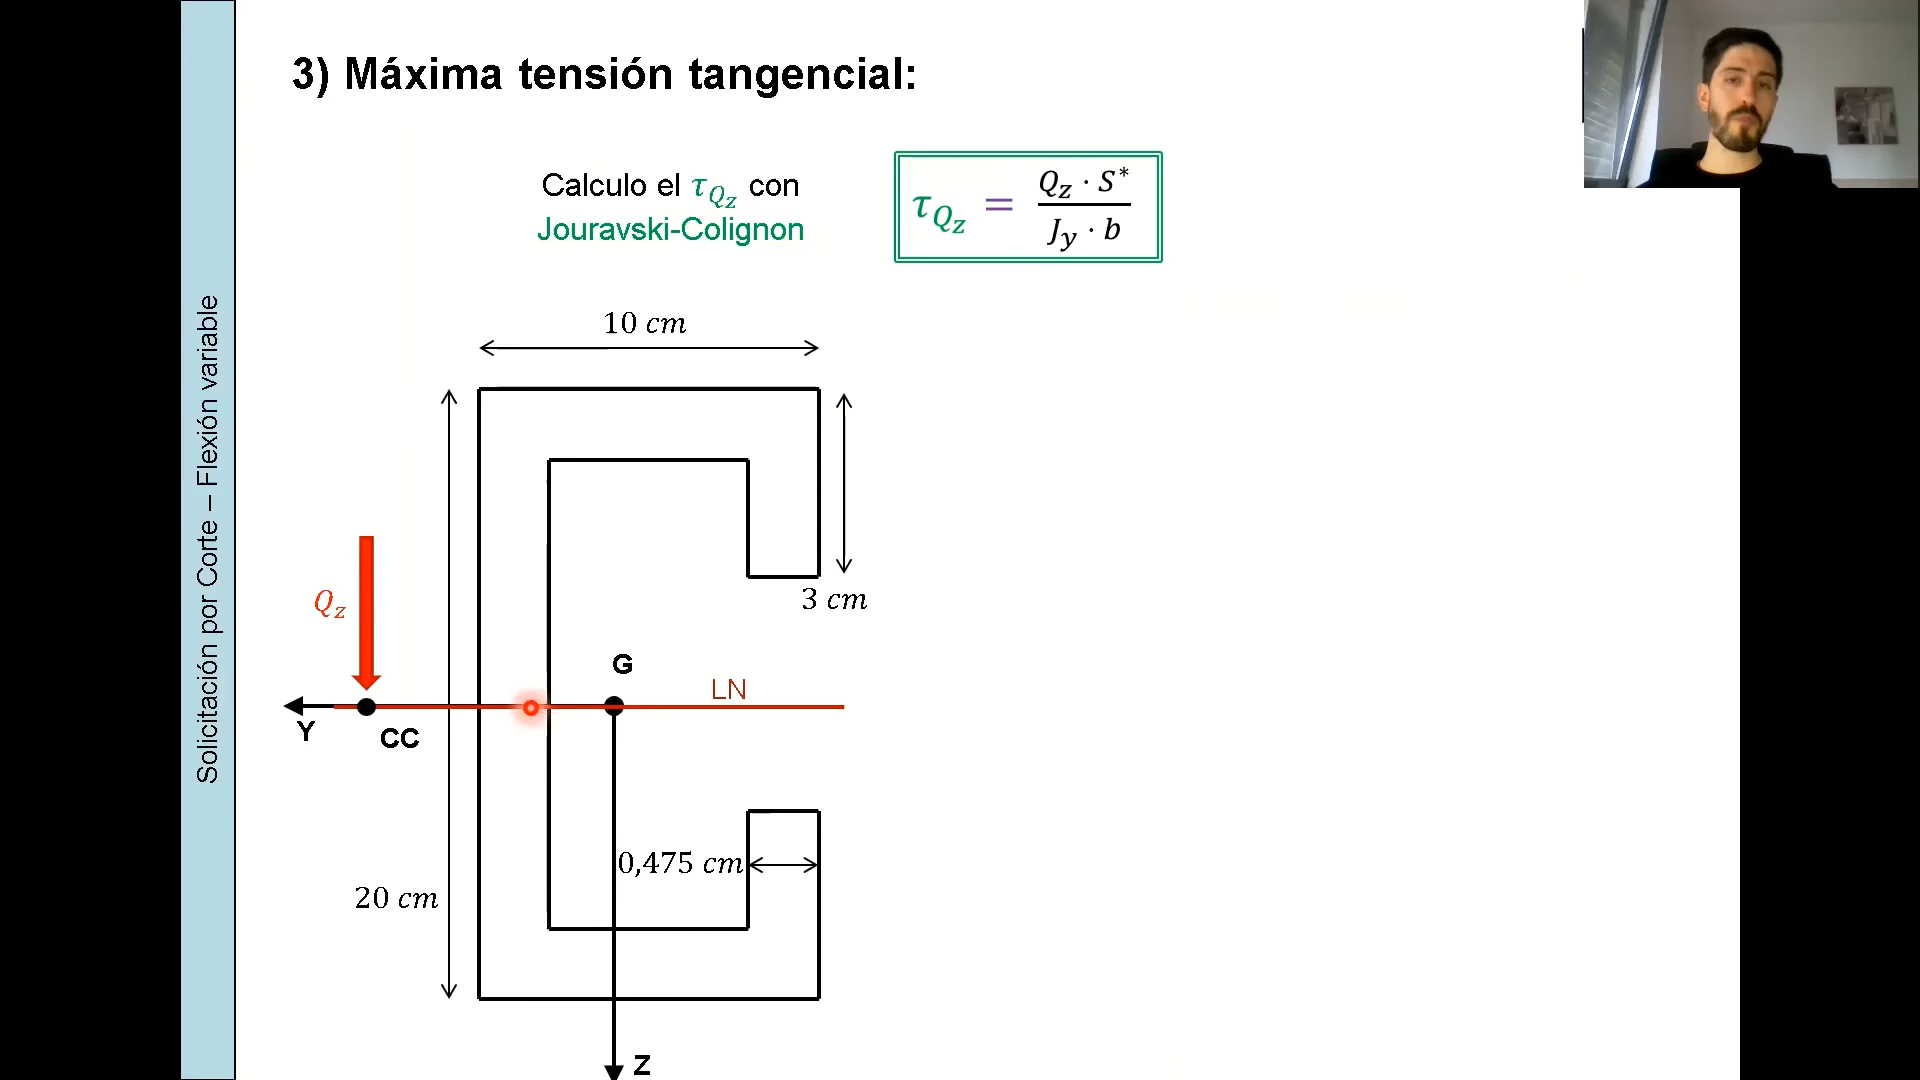 3) Máxima tensión tangencial:
Calculo el τ_{Q_z} con
Jouravski-Colignon
τ_{Q_z} = \frac{Q_z · S^*}{J_y · b}
Solicitación por Corte – Flexión variable
10 cm
Q_z
3 cm
G
LN
Y
CC
0,475 cm
20 cm
Z